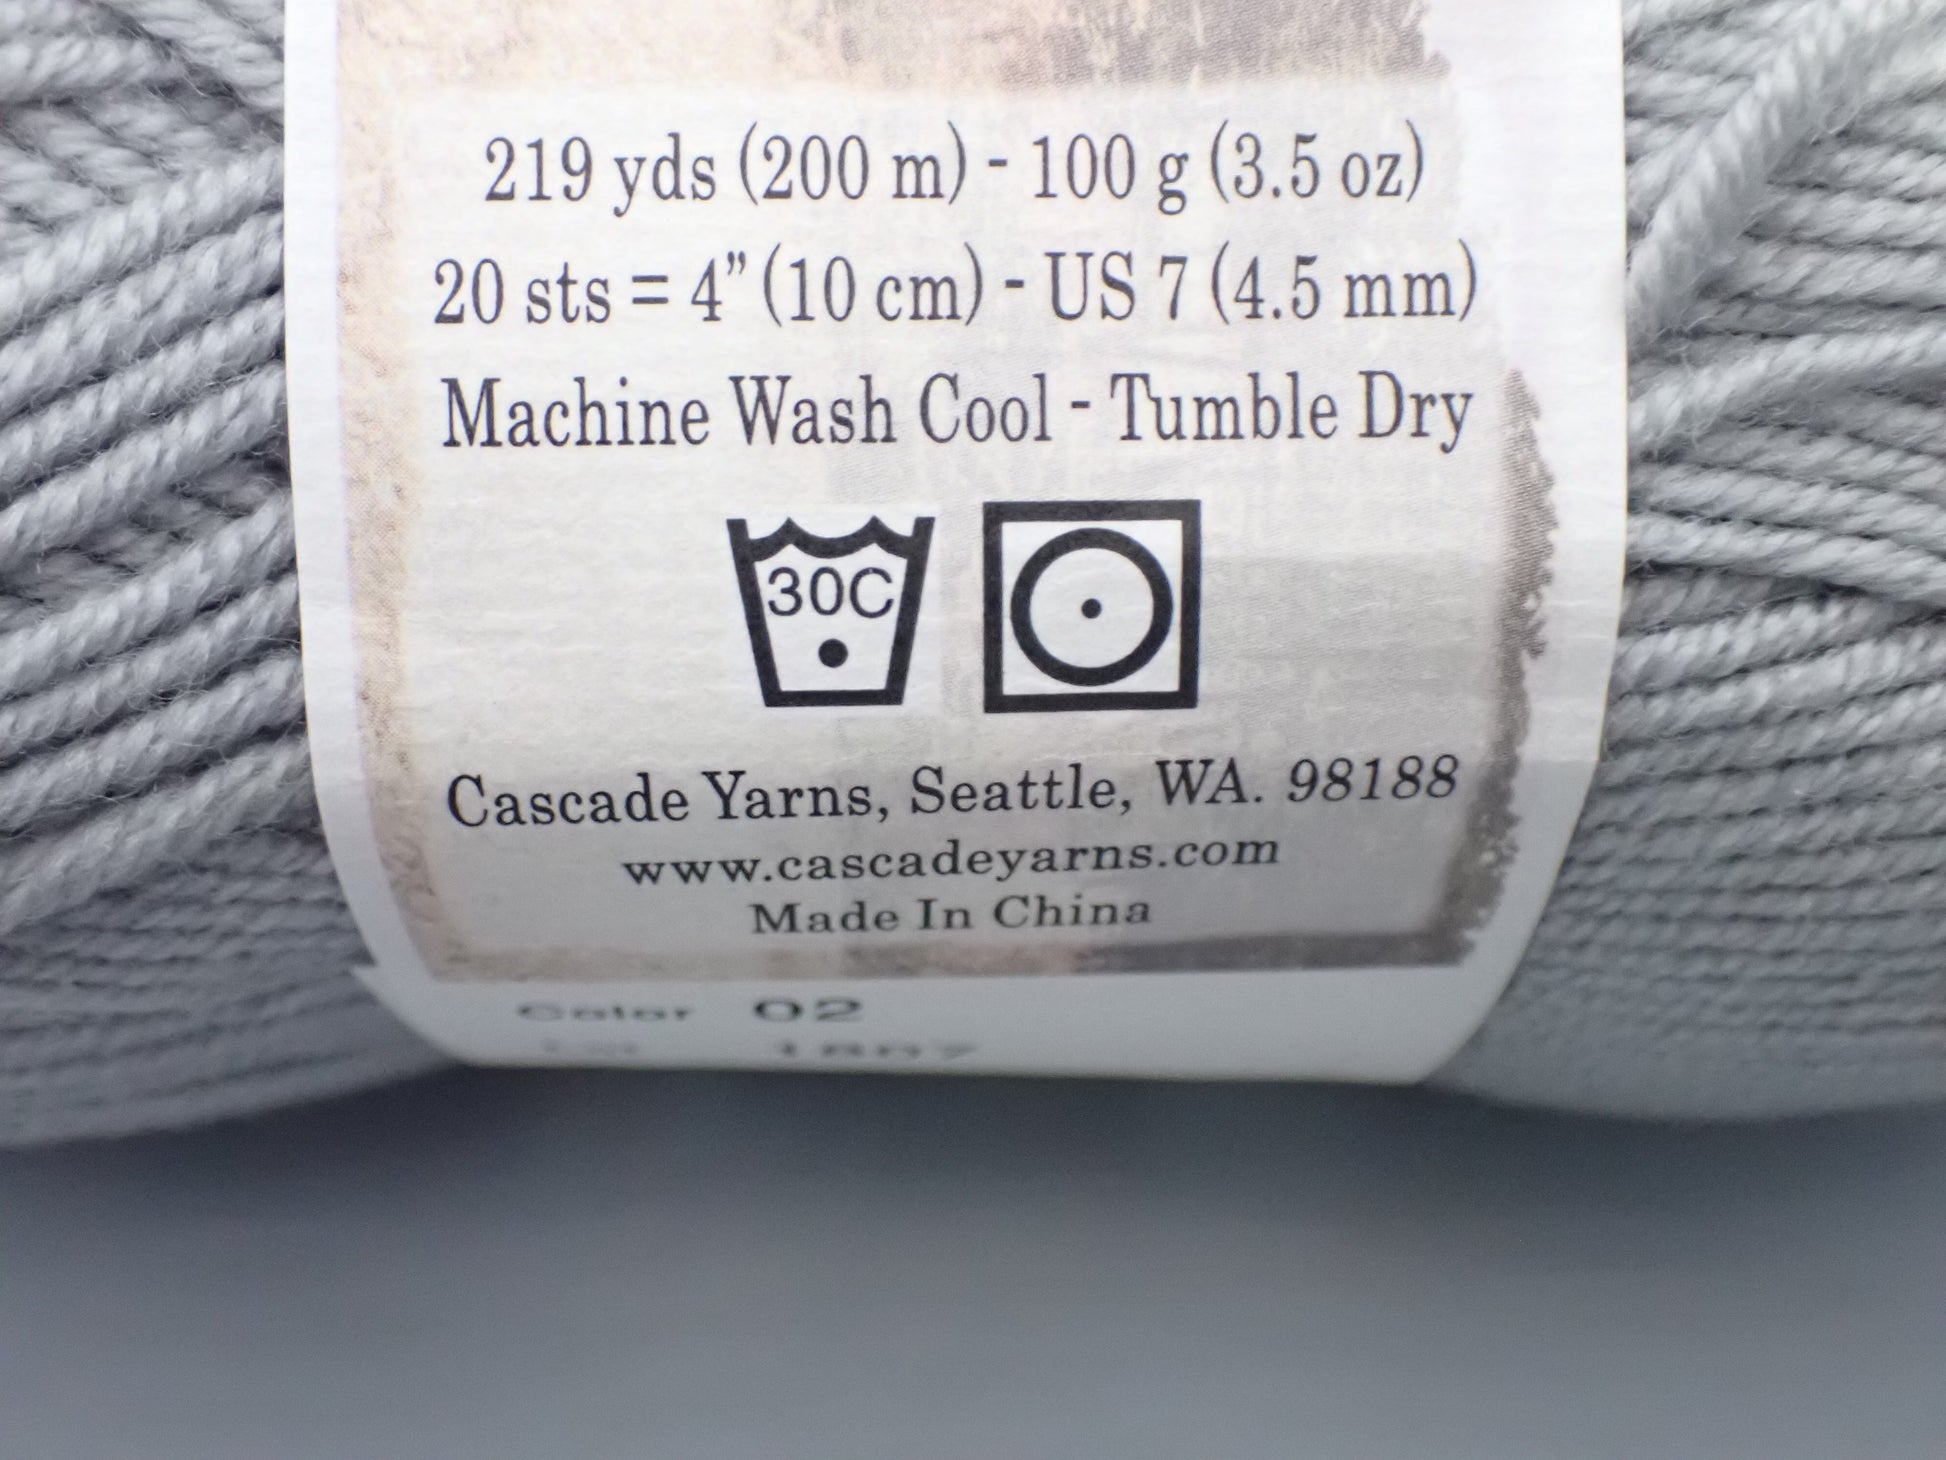 219 yds (200 m) - 100 g (3.5 oz)
20 sts = 4” (10 cm) - US 7 (4.5 mm)
Machine Wash Cool - Tumble Dry
30C
Cascade Yarns, Seattle, WA. 98188
www.cascadeyarns.com
Made In China
Color 02